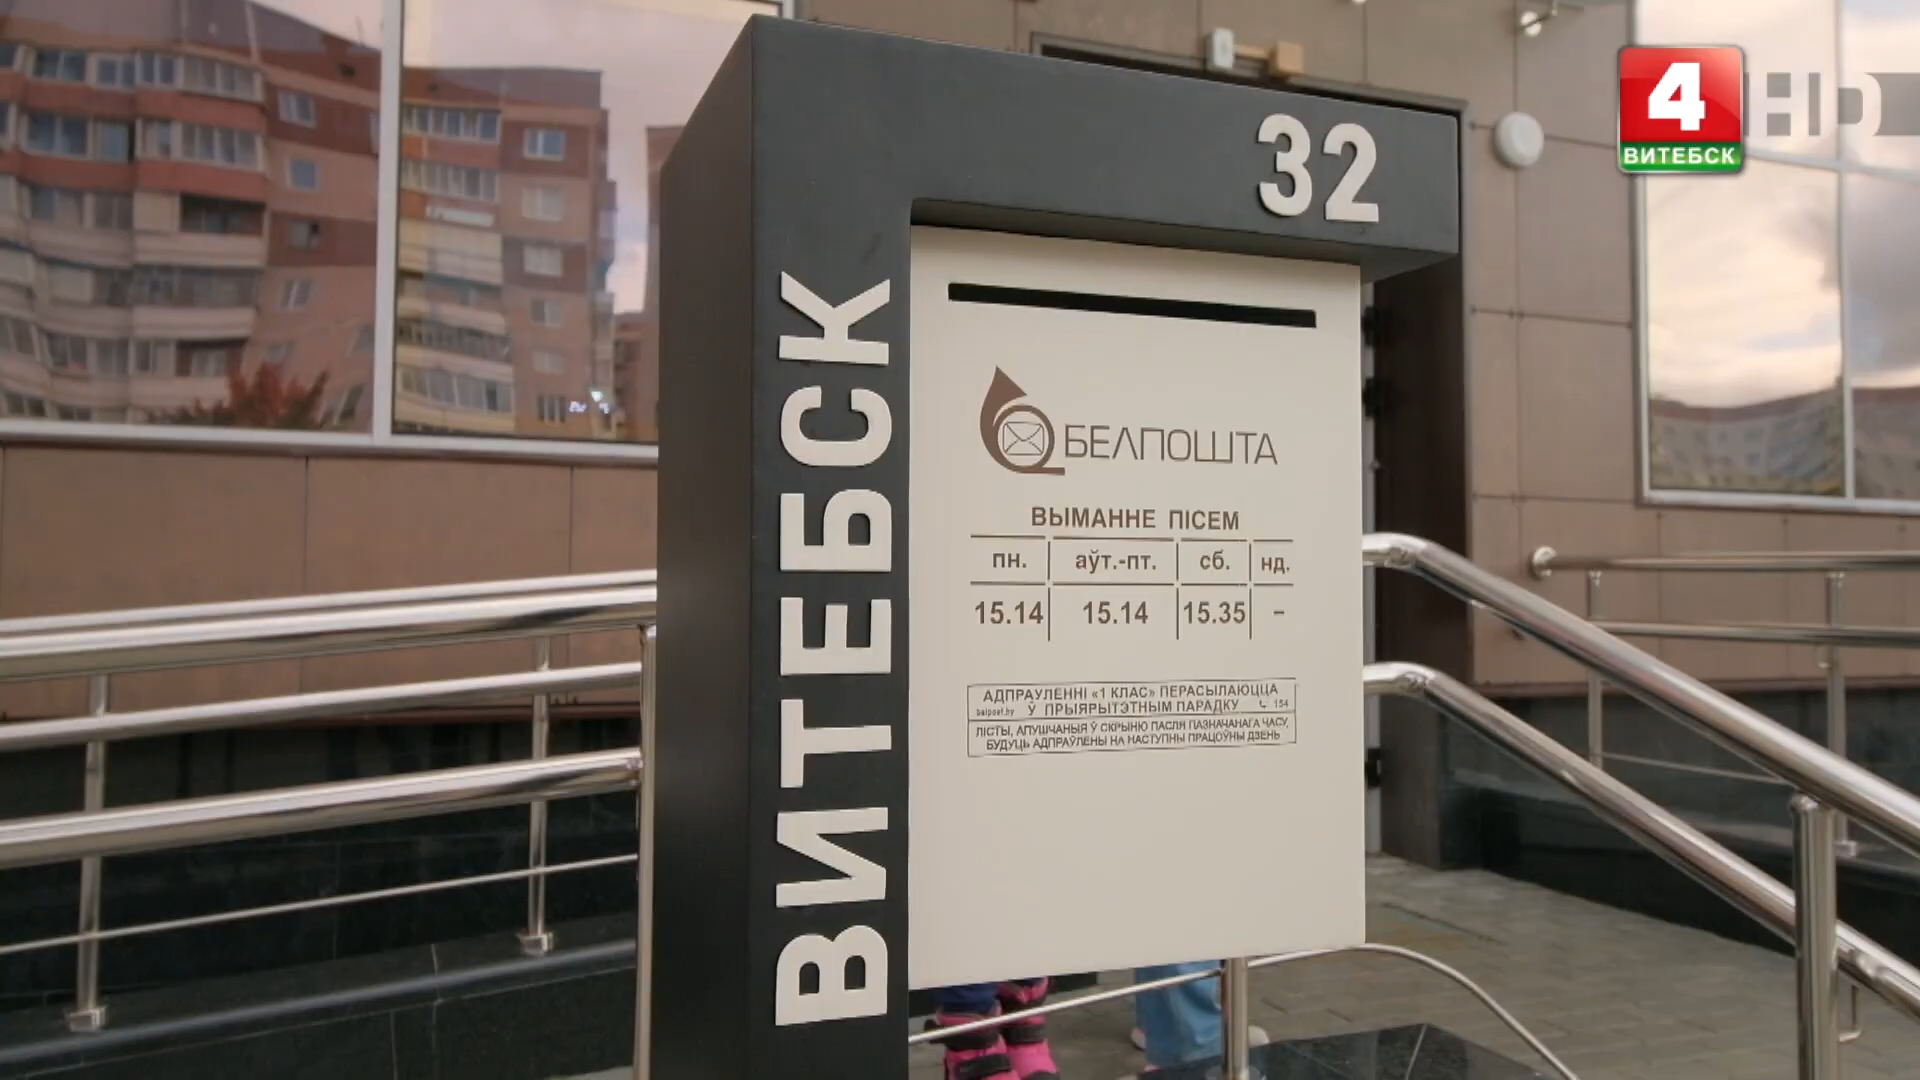 4HD
ВИТЕБСК
32
ВИТЕБСК
БЕЛПОШТА
ВЫМАННЕ ПІСЕМ
пн. аўт.-пт. сб. нд.
15.14 15.14 15.35 –
АДПРАЎЛЕННІ «1 КЛАС» ПЕРАСЫЛАЮЦЦА
belpost.by Ў ПРЫЯРЫТЭТНЫМ ПАРАДКУ 154
ЛІСТЫ, АПУШЧАНЫЯ Ў СКРЫНЮ ПАСЛЯ ПАЗНАЧАНАГА ЧАСУ,
БУДУЦЬ АДПРАЎЛЕНЫ НА НАСТУПНЫ ПРАЦОЎНЫ ДЗЕНЬ